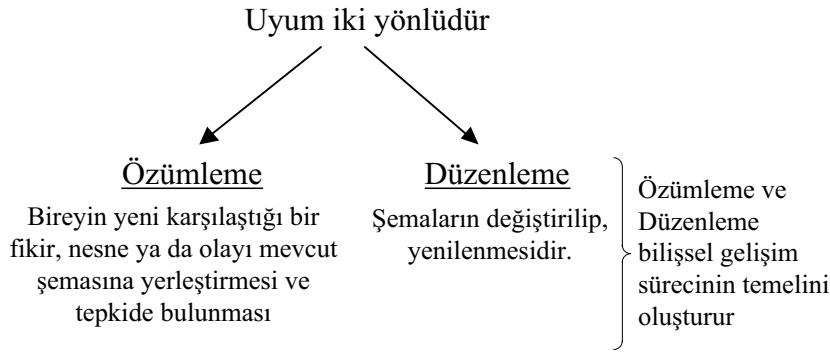 Uyum iki yönlüdür
Özümleme
Bireyin yeni karşılaştığı bir
fikir, nesne ya da olayı mevcut
şemasına yerleştirmesi ve
tepkide bulunması
Düzenleme
Şemaların değiştirilip,
yenilenmesidir.
Özümleme ve
Düzenleme
bilişsel gelişim
sürecinin temelini
oluşturur